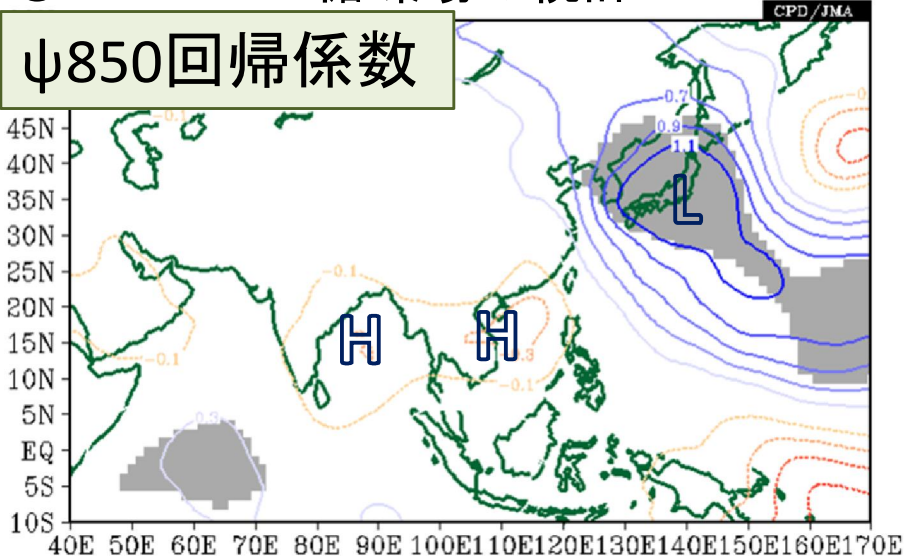 CPD/JMA
ψ850回帰係数
-0.1
-0.7
0.9
1.1
45N
40N
35N
30N
25N
20N
15N
10N
5N
EQ
5S
10S
L
-0.1
H
H
-0.1
-0.3
-0.1
0.3
40E 50E 60E 70E 80E 90E 100E 110E 120E 130E 140E 150E 160E 170E